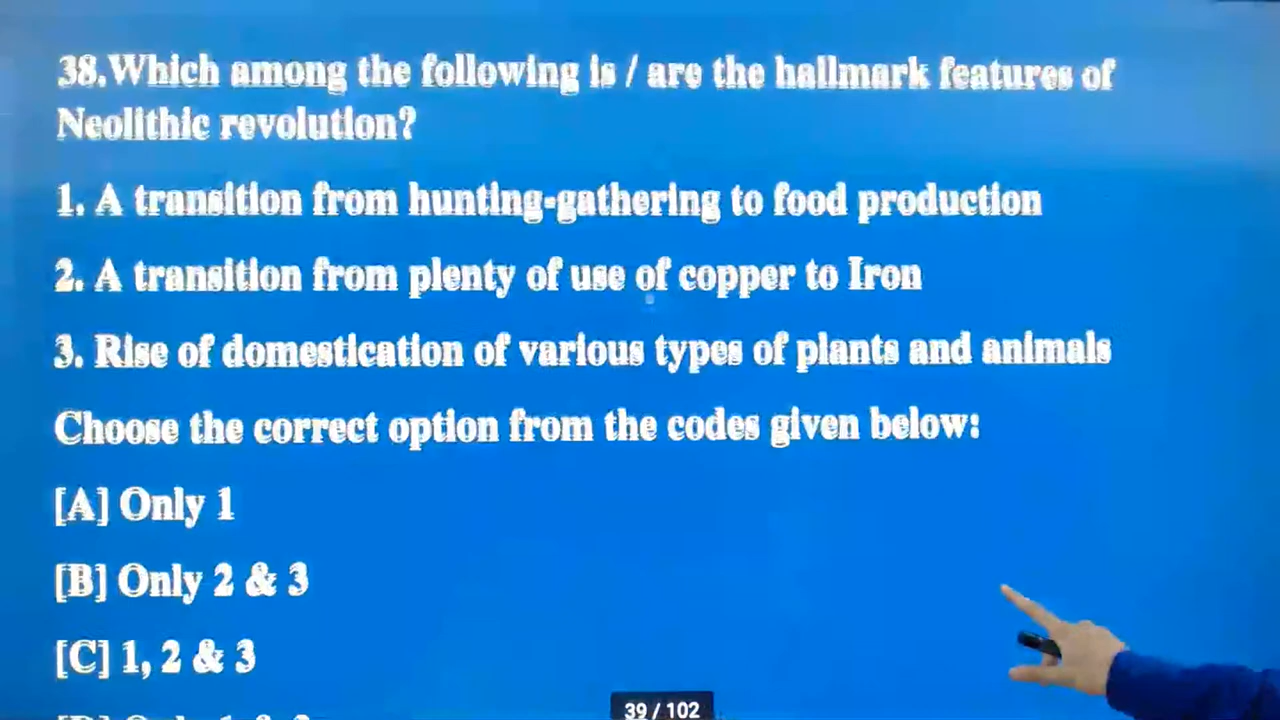 38.Which among the following is / are the hallmark features of
Neolithic revolution?
1. A transition from hunting-gathering to food production
2. A transition from plenty of use of copper to Iron
3. Rise of domestication of various types of plants and animals
Choose the correct option from the codes given below:
[A] Only 1
[B] Only 2 & 3
[C] 1, 2 & 3
39 / 102